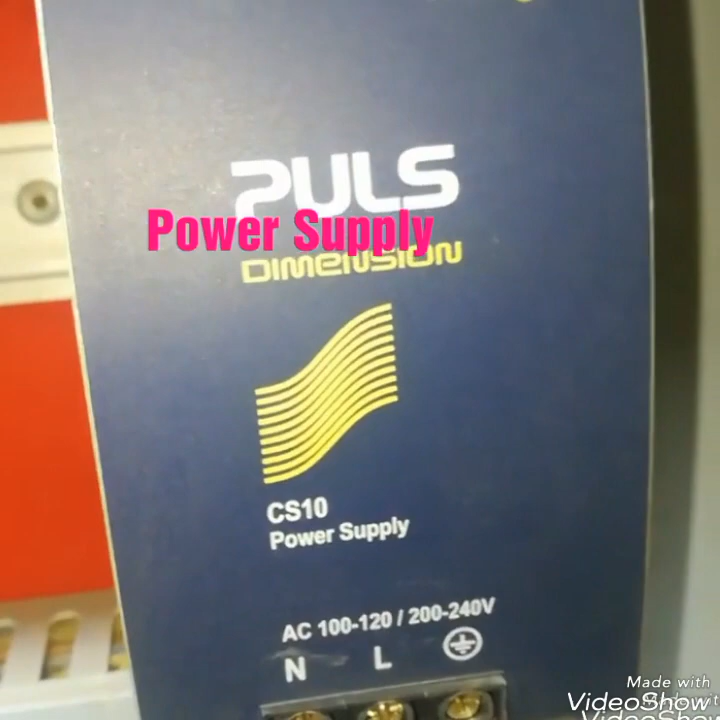 PULS
Power Supply
DIMENSION
CS10
Power Supply
AC 100-120 / 200-240V
N L
Made with
VideoShow